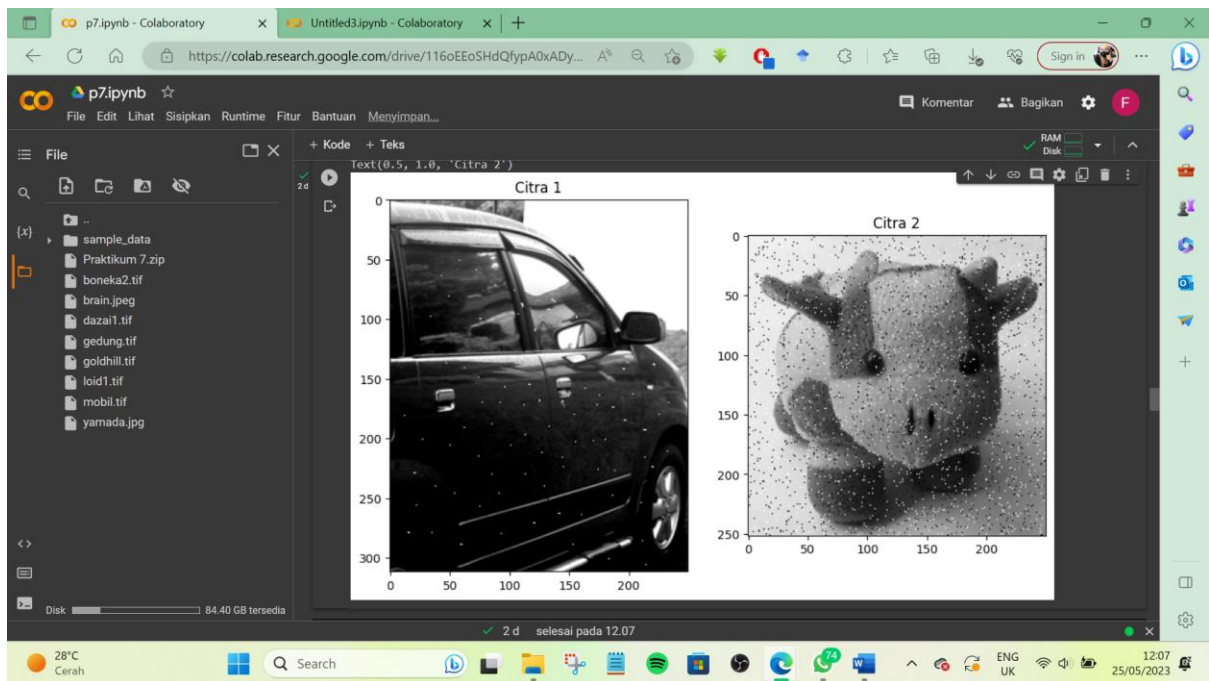 p7.ipynb - Colaboratory
Untitled3.ipynb - Colaboratory
https://colab.research.google.com/drive/116oEEoSHdQfypA0xADy...
Sign in
p7.ipynb
File Edit Lihat Sisipkan Runtime Fitur Bantuan Menyimpan...
Komentar
Bagikan
F
File
+ Kode + Teks
RAM
Disk
..
sample_data
Praktikum 7.zip
boneka2.tif
brain.jpeg
dazai1.tif
gedung.tif
goldhill.tif
loid1.tif
mobil.tif
yamada.jpg
{x}
Disk 84.40 GB tersedia
2 d
Text(0.5, 1.0, 'Citra 2')
Citra 1
0
50
100
150
200
250
300
0 50 100 150 200
Citra 2
0
50
100
150
200
250
0 50 100 150 200
2 d selesai pada 12.07
28°C
Cerah
Search
74
ENG
UK
12:07
25/05/2023